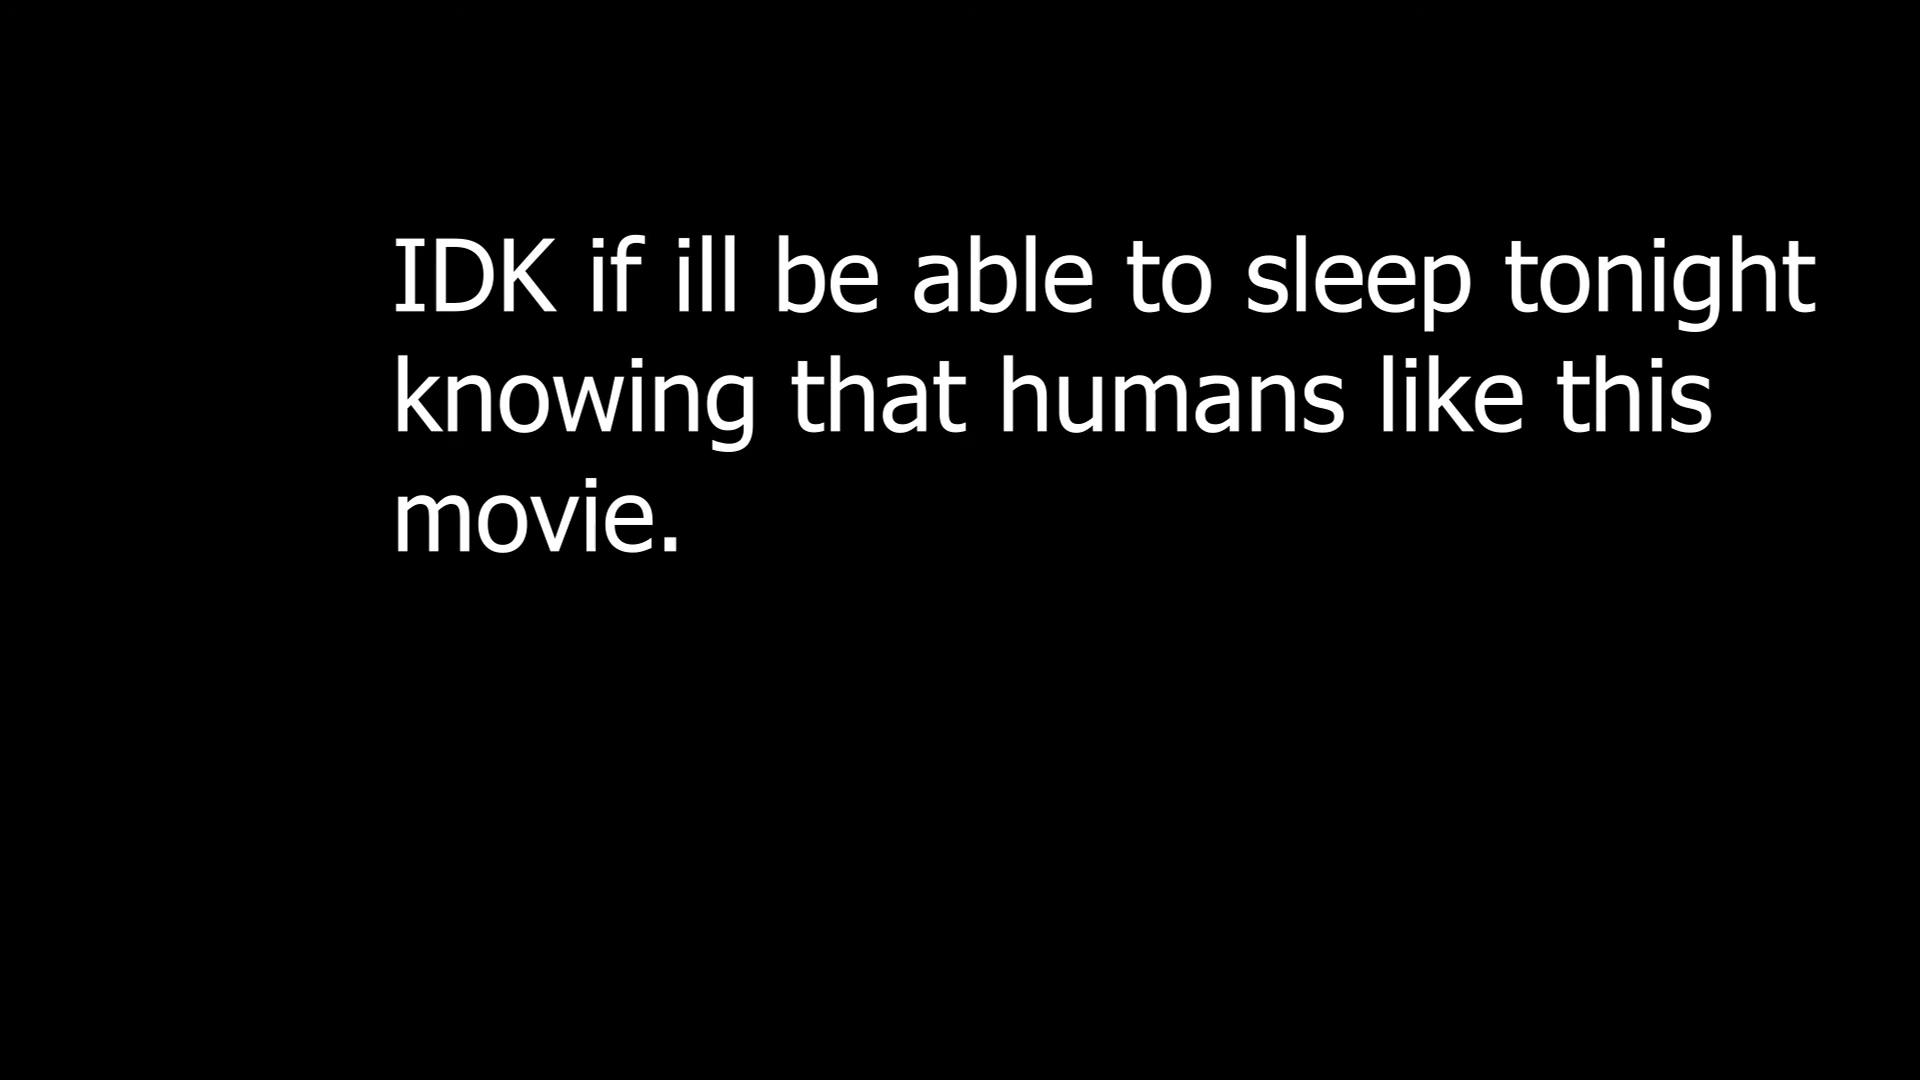 IDK if ill be able to sleep tonight
knowing that humans like this
movie.